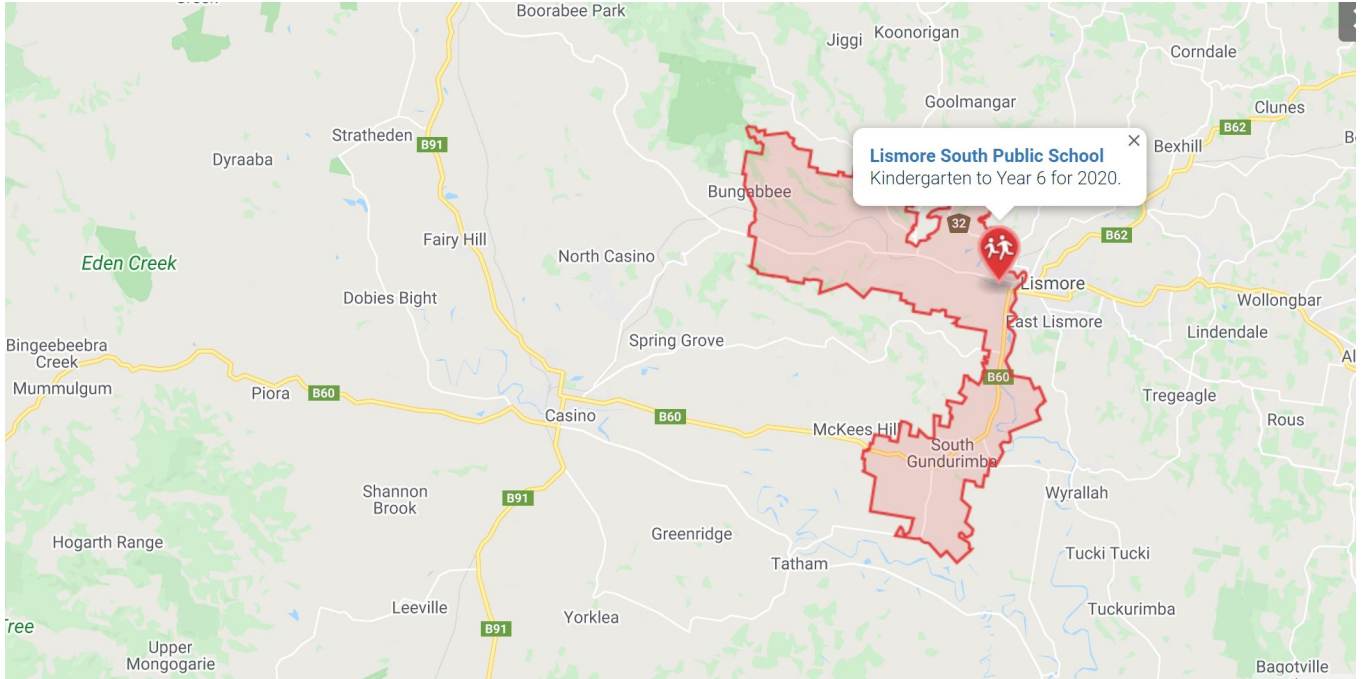 Boorabee Park
Jiggi
Koonorigan
Corndale
Goolmangar
Clunes
B62
Stratheden
B91
Dyraaba
×
Lismore South Public School
Kindergarten to Year 6 for 2020.
Bexhill
Bungabbee
32
B62
Fairy Hill
North Casino
Eden Creek
Lismore
Dobies Bight
Wollongbar
East Lismore
Lindendale
Spring Grove
Bingeebeebra
Creek
Mummulgum
Piora
B60
B60
Tregeagle
Casino
B60
Rous
McKees Hill
South
Gundurimba
Shannon
Brook
B91
Wyrallah
Hogarth Range
Greenridge
Tatham
Tucki Tucki
Leeville
Yorklea
Tuckurimba
B91
Tree
Upper
Mongogarie
Bagotville